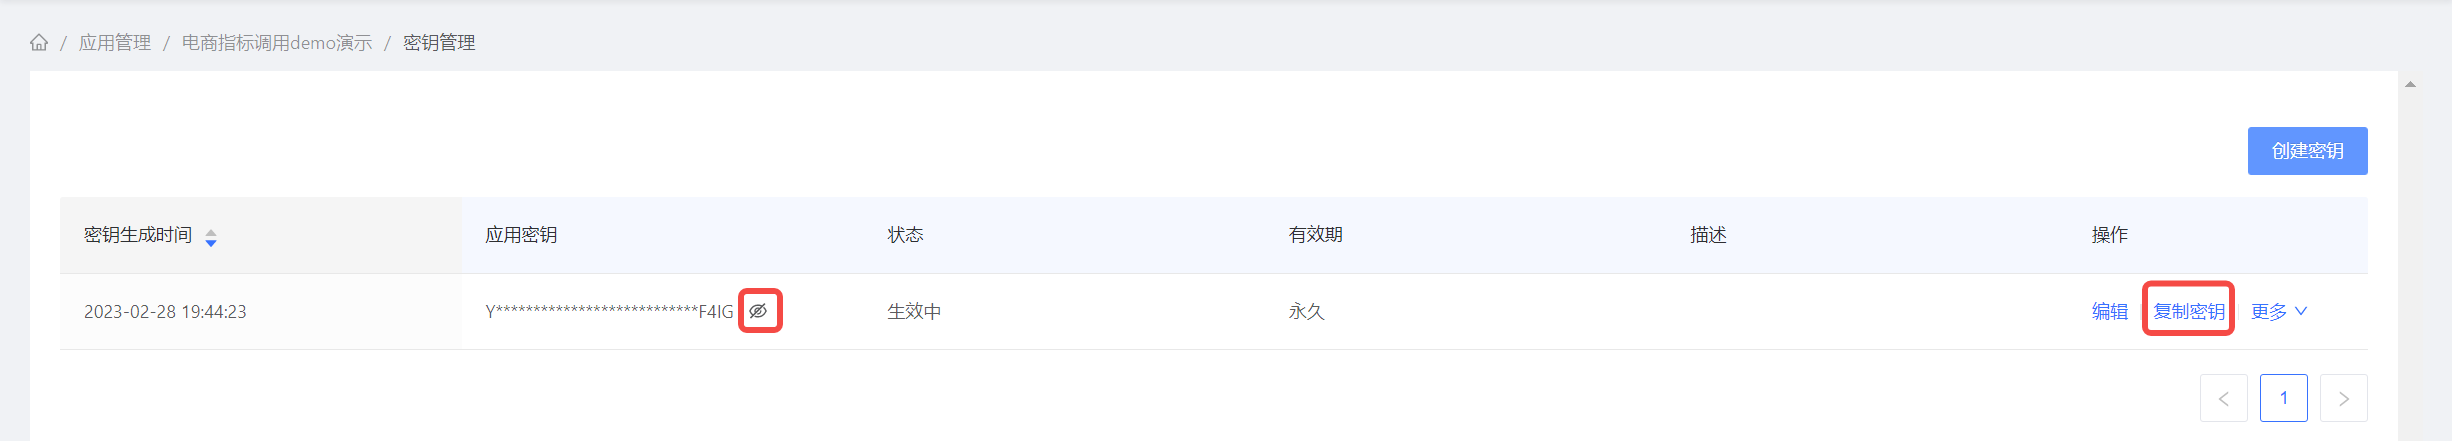 / 应用管理 / 电商指标调用demo演示 / 密钥管理
创建密钥
密钥生成时间 应用密钥 状态 有效期 描述 操作
2023-02-28 19:44:23 Y***************************F4IG 生效中 永久 编辑 复制密钥 更多
< 1 >